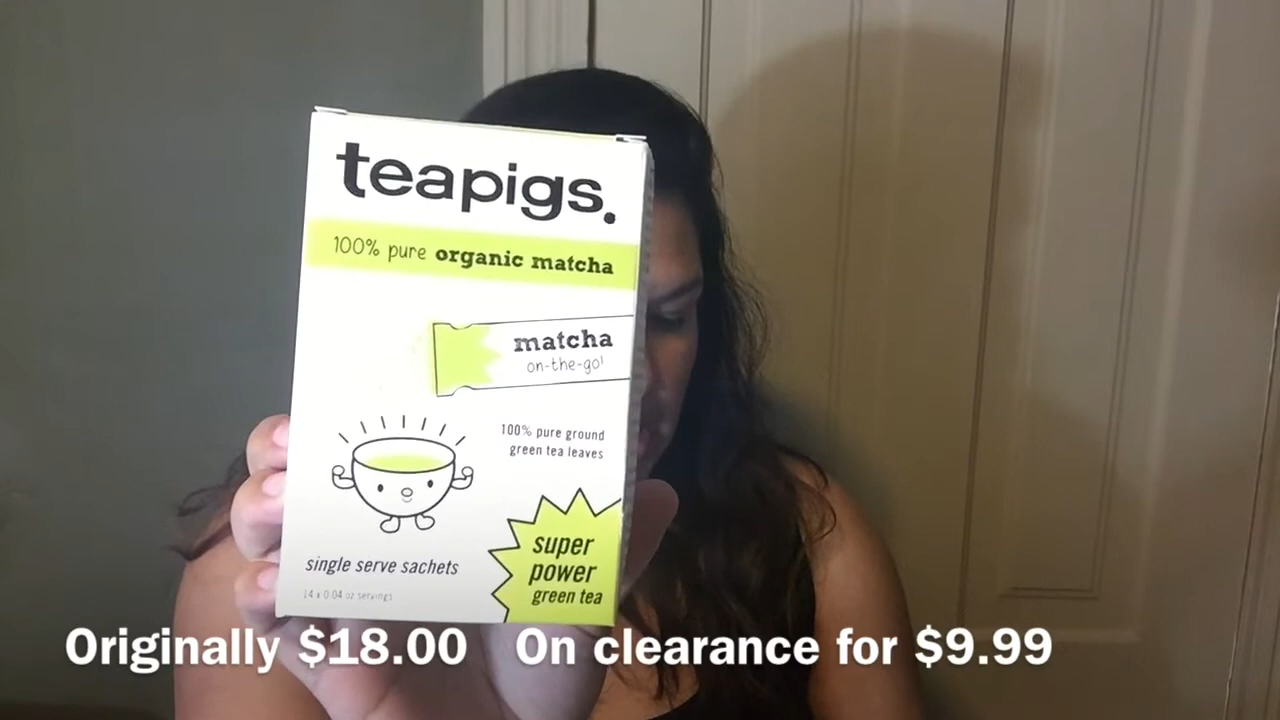 teapigs.
100% pure organic matcha
matcha
on-the-go!
100% pure ground
green tea leaves
super
power
green tea
single serve sachets
14 x 0.04 oz servings
Originally $18.00 On clearance for $9.99